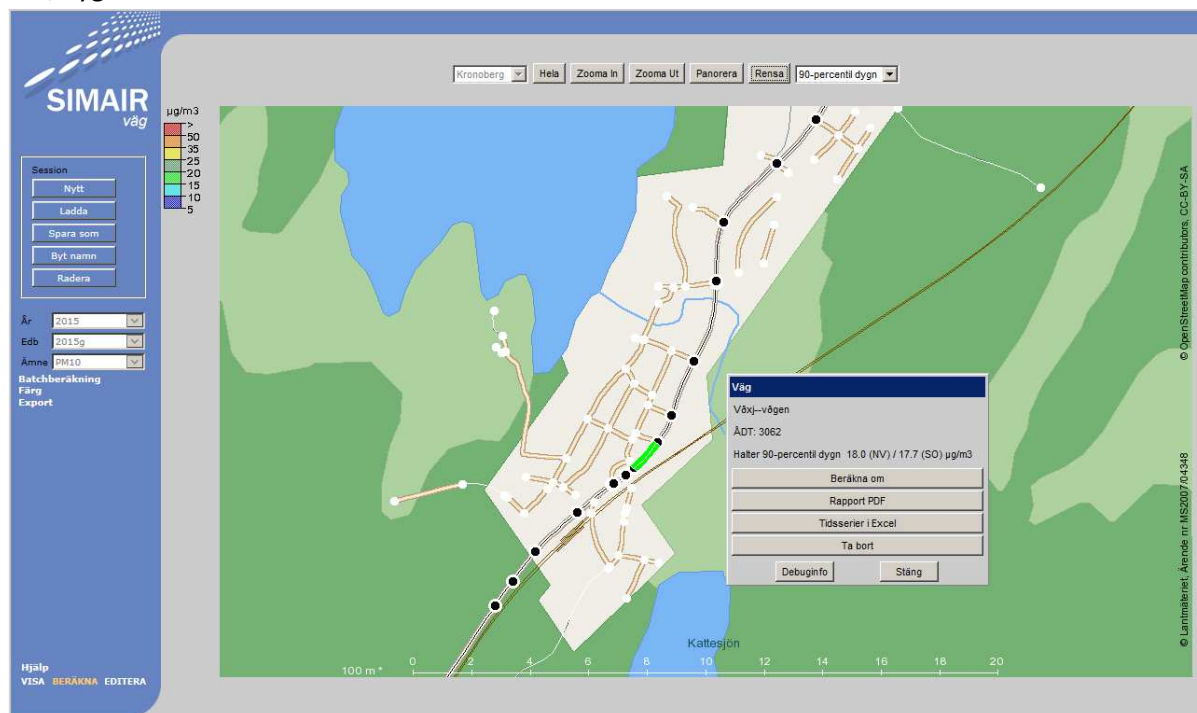 SIMAIR
väg
Session
Nytt
Ladda
Spara som
Byt namn
Radera
År 2015
Edb 2015g
Ämne PM10
Batchberäkning
Färg
Export
Hjälp
VISA BERÄKNA EDITERA
Kronoberg Hela Zooma In Zooma Ut Panorera Rensa 90-percentil dygn
µg/m3
>
50
35
25
20
15
10
5
Väg
Vðxj--vðgen
ÅDT: 3062
Halter 90-percentil dygn 18.0 (NV) / 17.7 (SO) µg/m3
Beräkna om
Rapport PDF
Tidsserier i Excel
Ta bort
Debuginfo Stäng
Kattesjön
100 m * 0 2 4 6 8 10 12 14 16 18 20
© OpenStreetMap contributors, CC-BY-SA
© Lantmäteriet, Ärende nr MS2007/04348